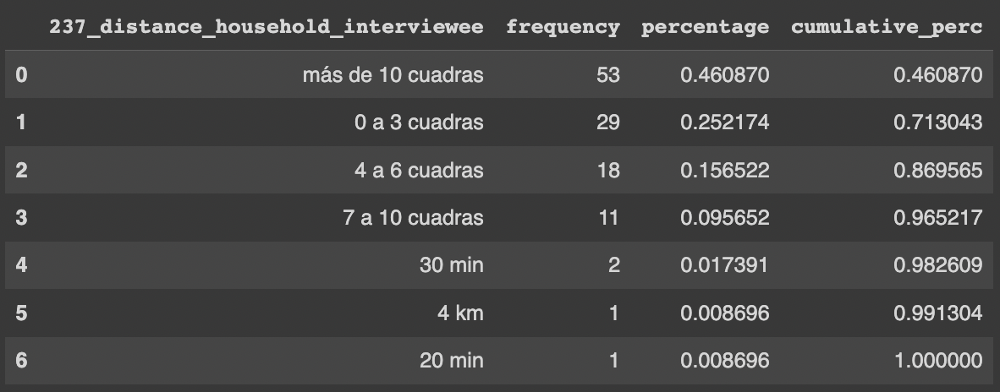 237_distance_household_interviewee frequency percentage cumulative_perc
0 más de 10 cuadras 53 0.460870 0.460870
1 0 a 3 cuadras 29 0.252174 0.713043
2 4 a 6 cuadras 18 0.156522 0.869565
3 7 a 10 cuadras 11 0.095652 0.965217
4 30 min 2 0.017391 0.982609
5 4 km 1 0.008696 0.991304
6 20 min 1 0.008696 1.000000